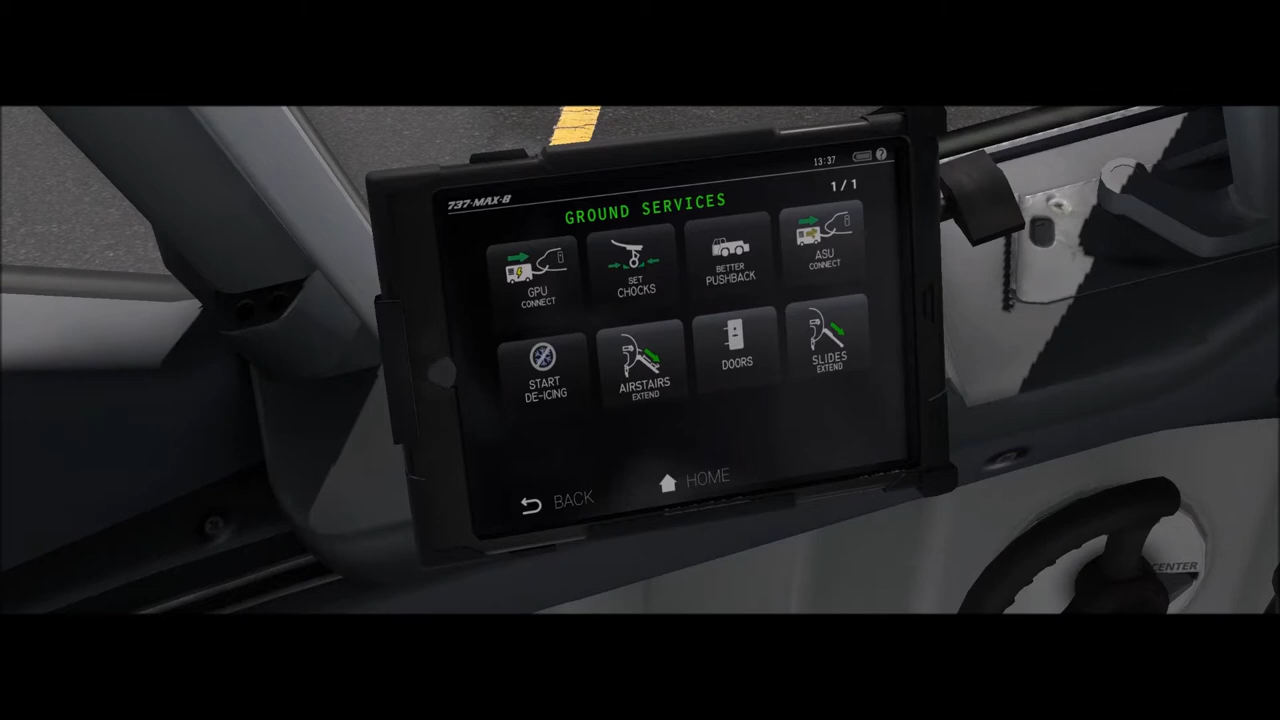 737-MAX-8
13:37
?
GROUND SERVICES
1/1
GPU
CONNECT
SET
CHOCKS
BETTER
PUSHBACK
ASU
CONNECT
START
DE-ICING
AIRSTAIRS
EXTEND
DOORS
SLIDES
EXTEND
BACK
HOME
CENTER